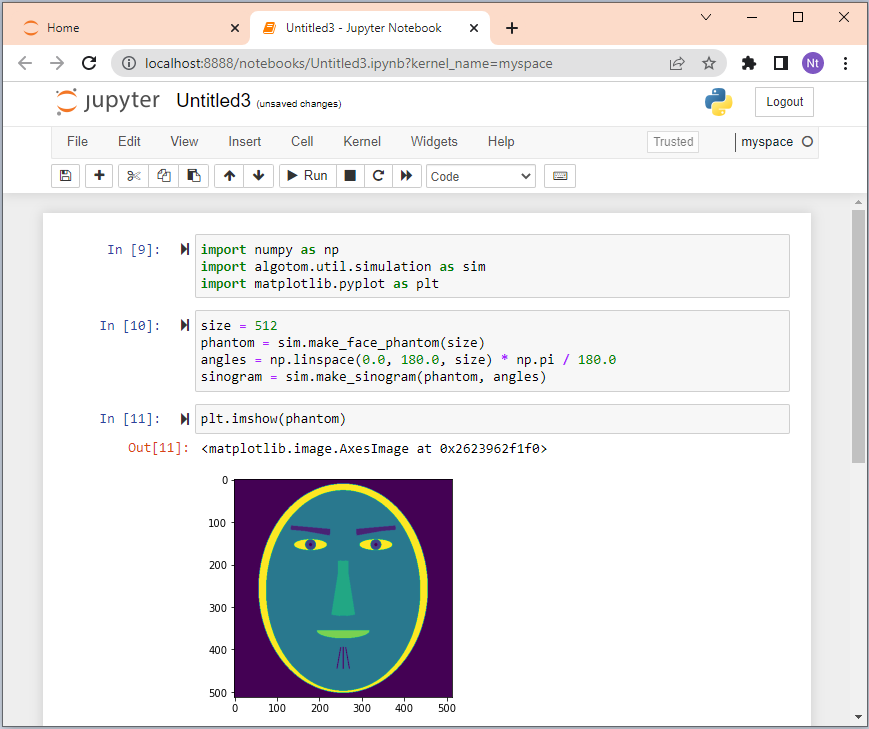 Home
Untitled3 - Jupyter Notebook
localhost:8888/notebooks/Untitled3.ipynb?kernel_name=myspace
Nt
jupyter Untitled3 (unsaved changes)
Logout
File Edit View Insert Cell Kernel Widgets Help
Trusted
myspace
Run
Code
In [9]:
import numpy as np
import algotom.util.simulation as sim
import matplotlib.pyplot as plt
In [10]:
size = 512
phantom = sim.make_face_phantom(size)
angles = np.linspace(0.0, 180.0, size) * np.pi / 180.0
sinogram = sim.make_sinogram(phantom, angles)
In [11]:
plt.imshow(phantom)
Out[11]:
<matplotlib.image.AxesImage at 0x2623962f1f0>
0
100
200
300
400
500
0 100 200 300 400 500